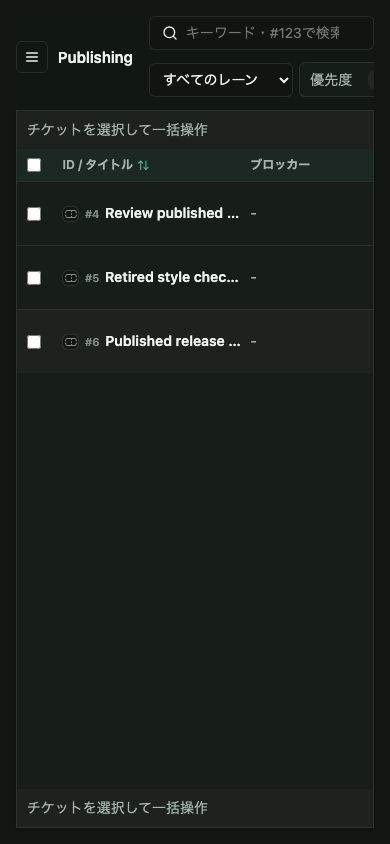 Publishing
キーワード・#123で検索
すべてのレーン
優先度
チケットを選択して一括操作
ID / タイトル ブロッカー
#4 Review published ... -
#5 Retired style chec... -
#6 Published release ... -
チケットを選択して一括操作